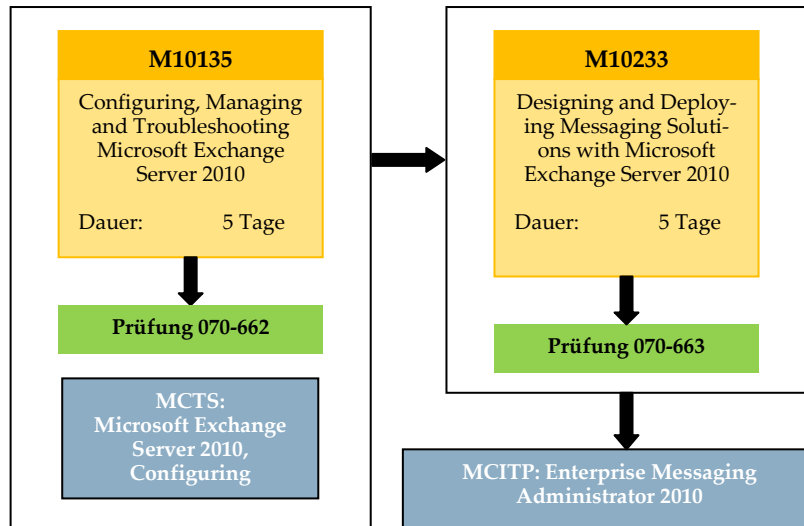 M10135
Configuring, Managing
and Troubleshooting
Microsoft Exchange
Server 2010
Dauer: 5 Tage
Prüfung 070-662
MCTS:
Microsoft Exchange
Server 2010,
Configuring
M10233
Designing and Deploy-
ing Messaging Soluti-
ons with Microsoft
Exchange Server 2010
Dauer: 5 Tage
Prüfung 070-663
MCITP: Enterprise Messaging
Administrator 2010